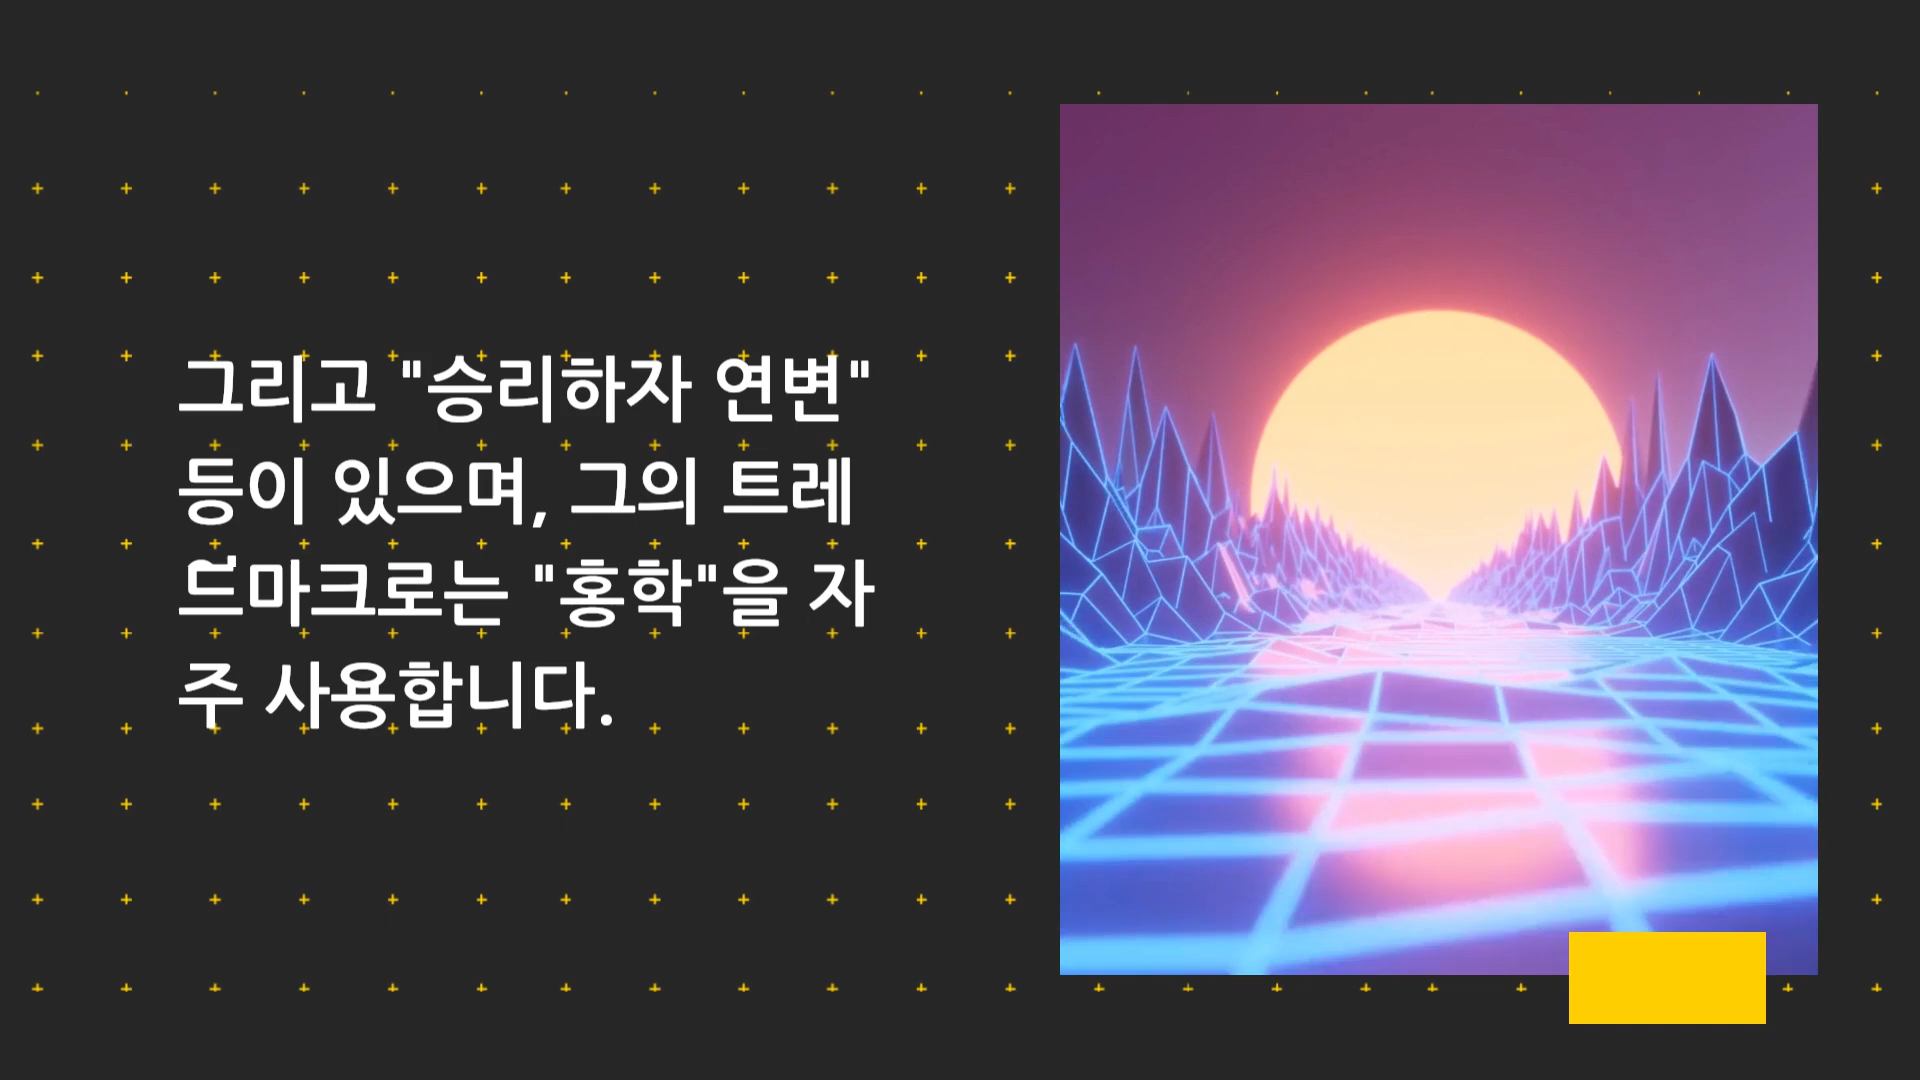 그리고 "승리하자 연변"
등이 있으며, 그의 트레
드마크로는 "홍학"을 자
주 사용합니다.